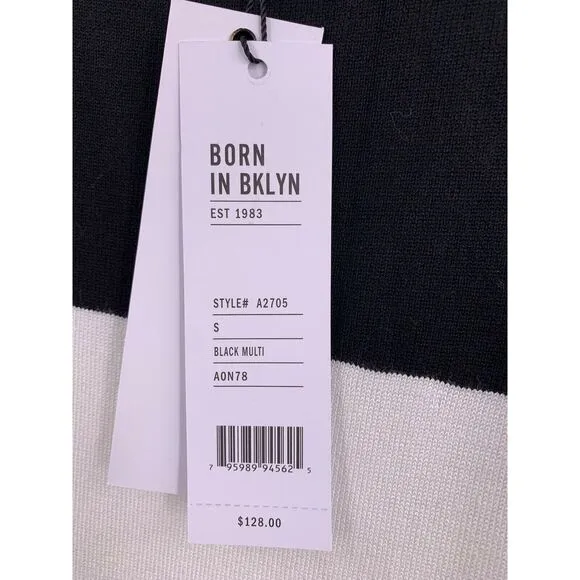 BORN
IN BKLYN
EST 1983
STYLE# A2705
S
BLACK MULTI
AON78
7 95989 94562 5
$128.00